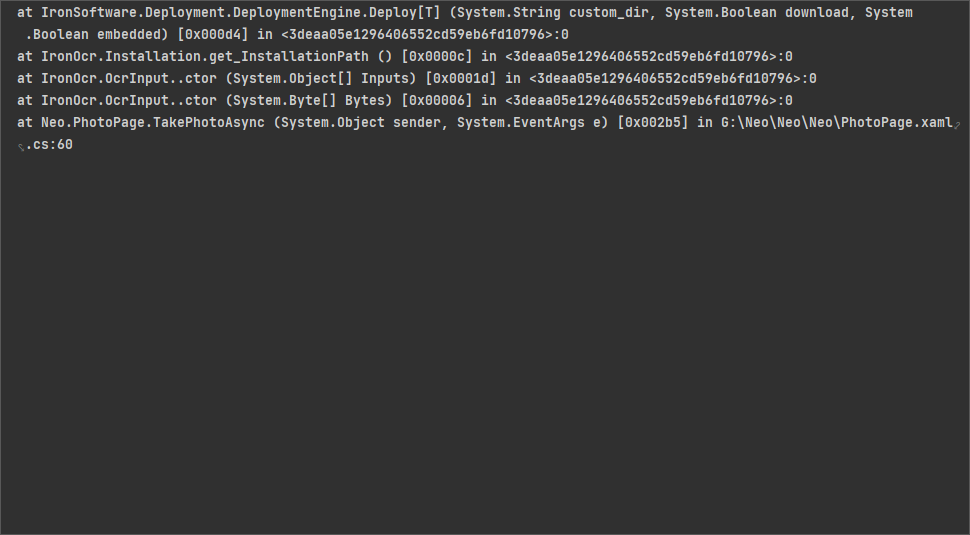 at IronSoftware.Deployment.DeploymentEngine.Deploy[T] (System.String custom_dir, System.Boolean download, System
.Boolean embedded) [0x000d4] in <3deaa05e1296406552cd59eb6fd10796>:0
at IronOcr.Installation.get_InstallationPath () [0x0000c] in <3deaa05e1296406552cd59eb6fd10796>:0
at IronOcr.OcrInput..ctor (System.Object[] Inputs) [0x0001d] in <3deaa05e1296406552cd59eb6fd10796>:0
at IronOcr.OcrInput..ctor (System.Byte[] Bytes) [0x00006] in <3deaa05e1296406552cd59eb6fd10796>:0
at Neo.PhotoPage.TakePhotoAsync (System.Object sender, System.EventArgs e) [0x002b5] in G:\Neo\Neo\Neo\PhotoPage.xaml
.cs:60